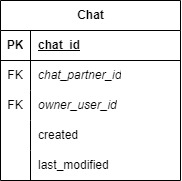 Chat
PK chat_id
FK chat_partner_id
FK owner_user_id
created
last_modified